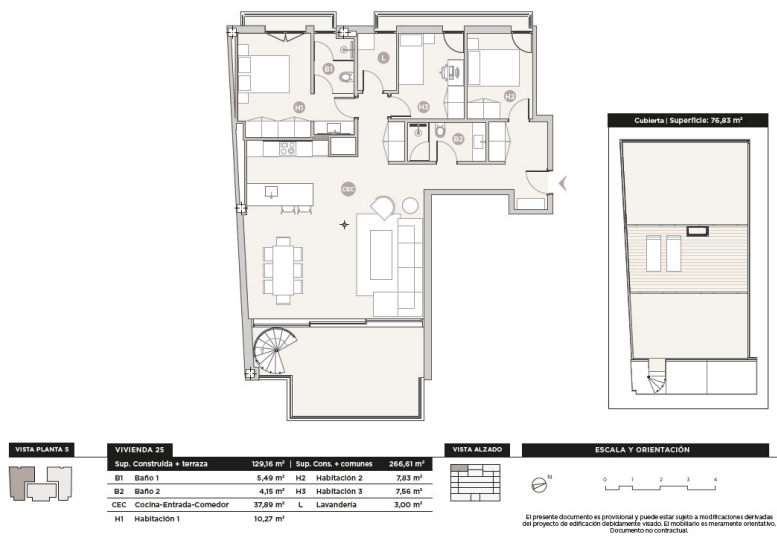 B1
L
H1
H3
H2
B2
CEC
Cubierta | Superficie: 76,83 m²
VISTA PLANTA 5
VIVIENDA 25
Sup. Construida + terraza 129,16 m² | Sup. Cons. + comunes 266,61 m²
B1 Baño 1 5,49 m² H2 Habitación 2 7,83 m²
B2 Baño 2 4,15 m² H3 Habitación 3 7,56 m²
CEC Cocina-Entrada-Comedor 37,89 m² L Lavandería 3,00 m²
H1 Habitación 1 10,27 m²
VISTA ALZADO
ESCALA Y ORIENTACIÓN
N
0 1 2 3 4
El presente documento es provisional y puede estar sujeto a modificaciones derivadas
del proyecto de edificación debidamente visado. El mobiliario es meramente orientativo.
Documento no contractual.